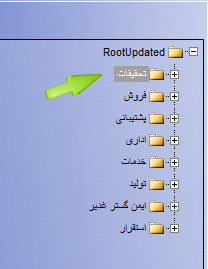 RootUpdated
تحقیقات
فروش
پشتیبانی
اداری
خدمات
تولید
ایمن گستر غدیر
استقرار